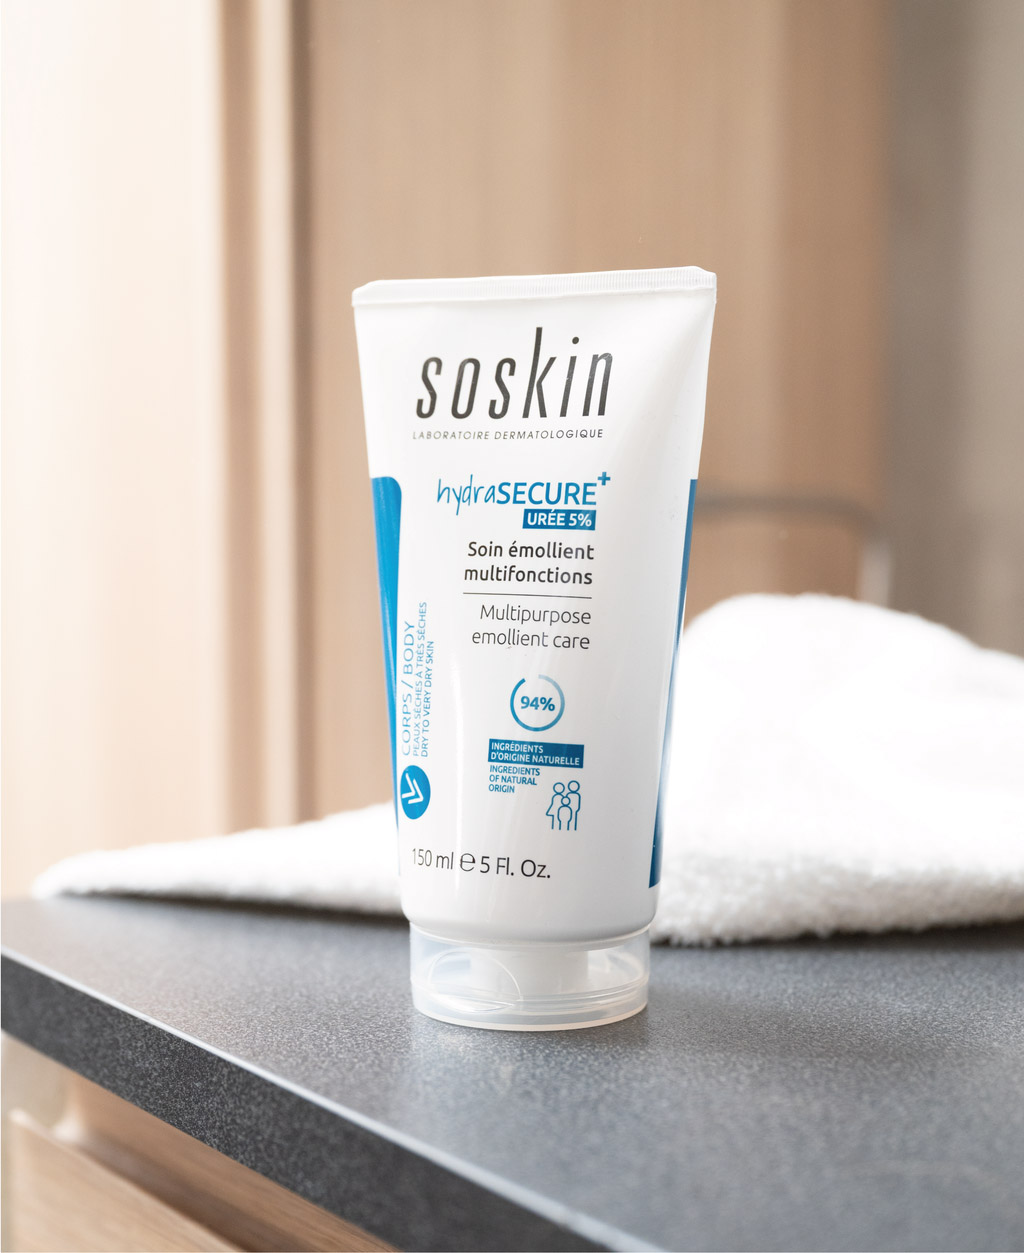 soskin
LABORATOIRE DERMATOLOGIQUE
hydraSECURE+
URÉE 5%
Soin émollient
multifonctions
Multipurpose
emollient care
CORPS / BODY
PEAUX SÈCHES À TRÈS SÈCHES
DRY TO VERY DRY SKIN
94%
INGRÉDIENTS
D'ORIGINE NATURELLE
INGREDIENTS
OF NATURAL
ORIGIN
150 ml ℮ 5 Fl. Oz.